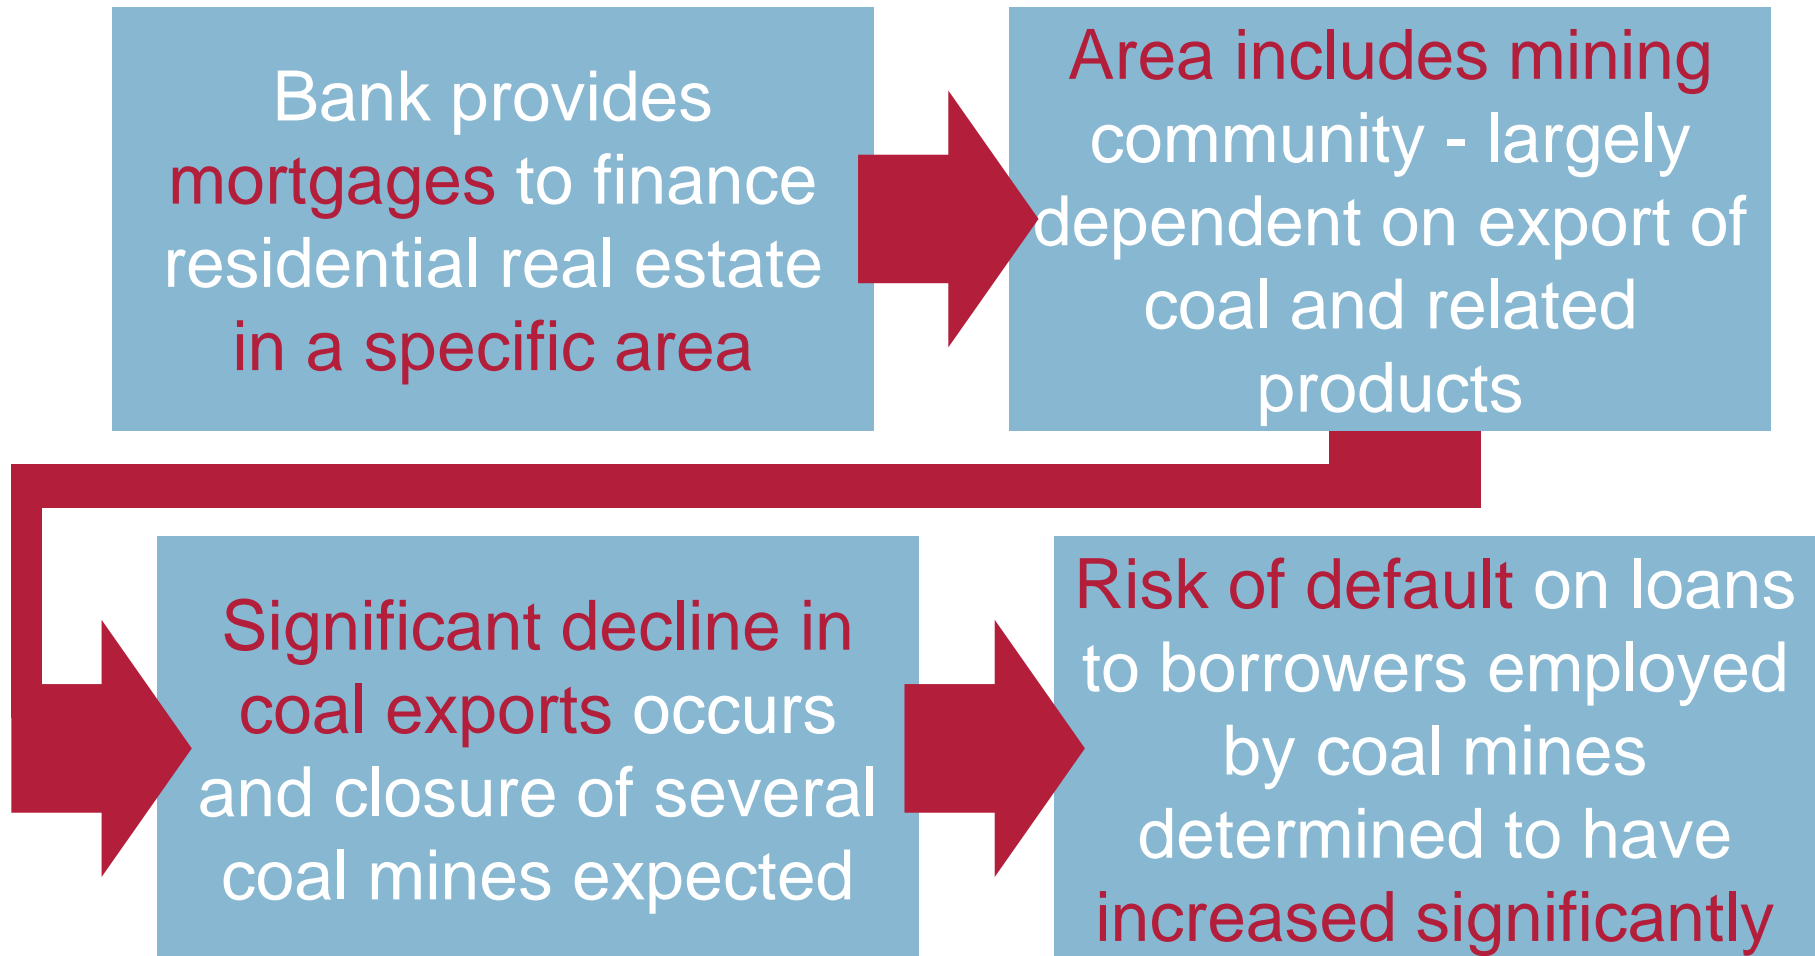 Bank provides
mortgages to finance
residential real estate
in a specific area
Area includes mining
community - largely
dependent on export of
coal and related
products
Significant decline in
coal exports occurs
and closure of several
coal mines expected
Risk of default on loans
to borrowers employed
by coal mines
determined to have
increased significantly